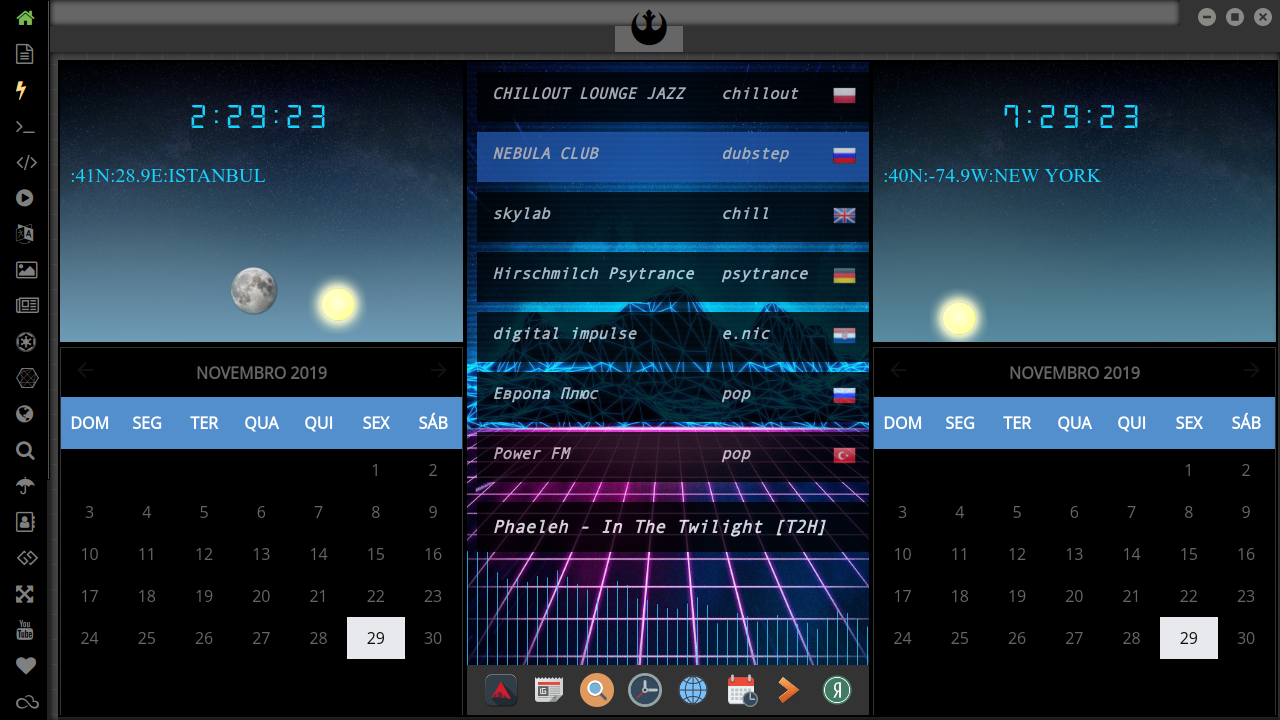 2:29:23
:41N:28.9E:ISTANBUL
NOVEMBRO 2019
DOM SEG TER QUA QUI SEX SÁB
1 2
3 4 5 6 7 8 9
10 11 12 13 14 15 16
17 18 19 20 21 22 23
24 25 26 27 28 29 30
CHILLOUT LOUNGE JAZZ chillout
NEBULA CLUB dubstep
skylab chill
Hirschmilch Psytrance psytrance
digital impulse e.nic
Европа Плюс pop
Power FM pop
Phaeleh - In The Twilight [T2H]
7:29:23
:40N:-74.9W:NEW YORK
NOVEMBRO 2019
DOM SEG TER QUA QUI SEX SÁB
1 2
3 4 5 6 7 8 9
10 11 12 13 14 15 16
17 18 19 20 21 22 23
24 25 26 27 28 29 30
You
Tube
Я